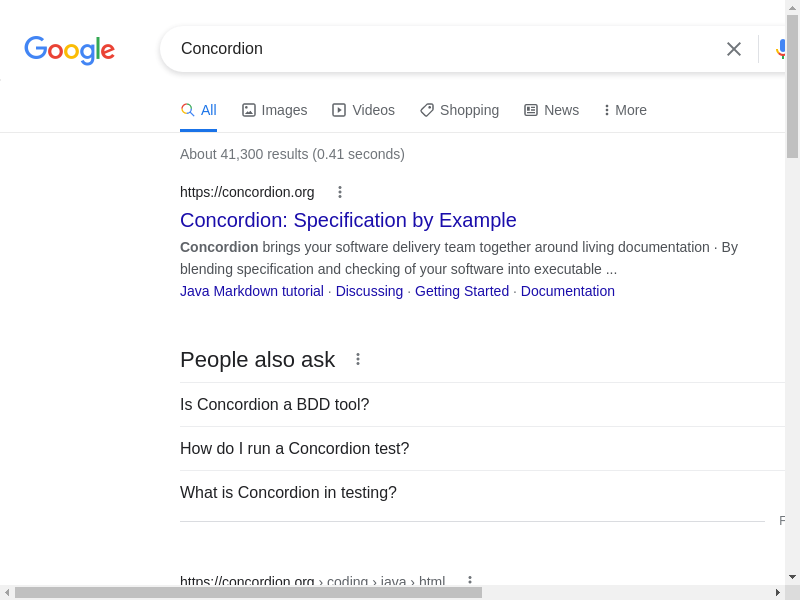 Google
Concordion
All Images Videos Shopping News More
About 41,300 results (0.41 seconds)
https://concordion.org
Concordion: Specification by Example
Concordion brings your software delivery team together around living documentation · By
blending specification and checking of your software into executable ...
Java Markdown tutorial · Discussing · Getting Started · Documentation
People also ask
Is Concordion a BDD tool?
How do I run a Concordion test?
What is Concordion in testing?
https://concordion.org › coding › java › html